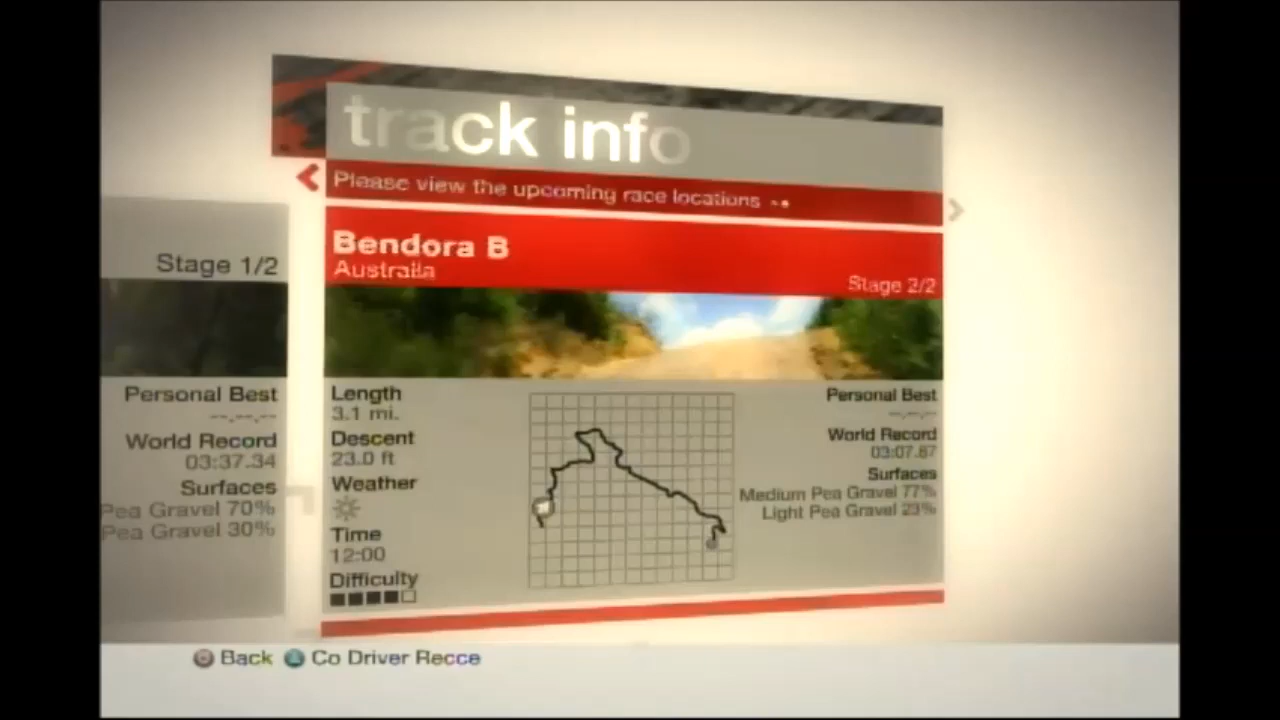 track info
Please view the upcoming race locations
Bendora B
Australia
Stage 2/2
Length
3.1 mi.
Descent
23.0 ft
Weather
Time
12:00
Difficulty
Personal Best
--.--.--
World Record
03:07.87
Surfaces
Medium Pea Gravel 77%
Light Pea Gravel 23%
Stage 1/2
Personal Best
--.--.--
World Record
03:37.34
Surfaces
Pea Gravel 70%
Pea Gravel 30%
Back
Co Driver Recce